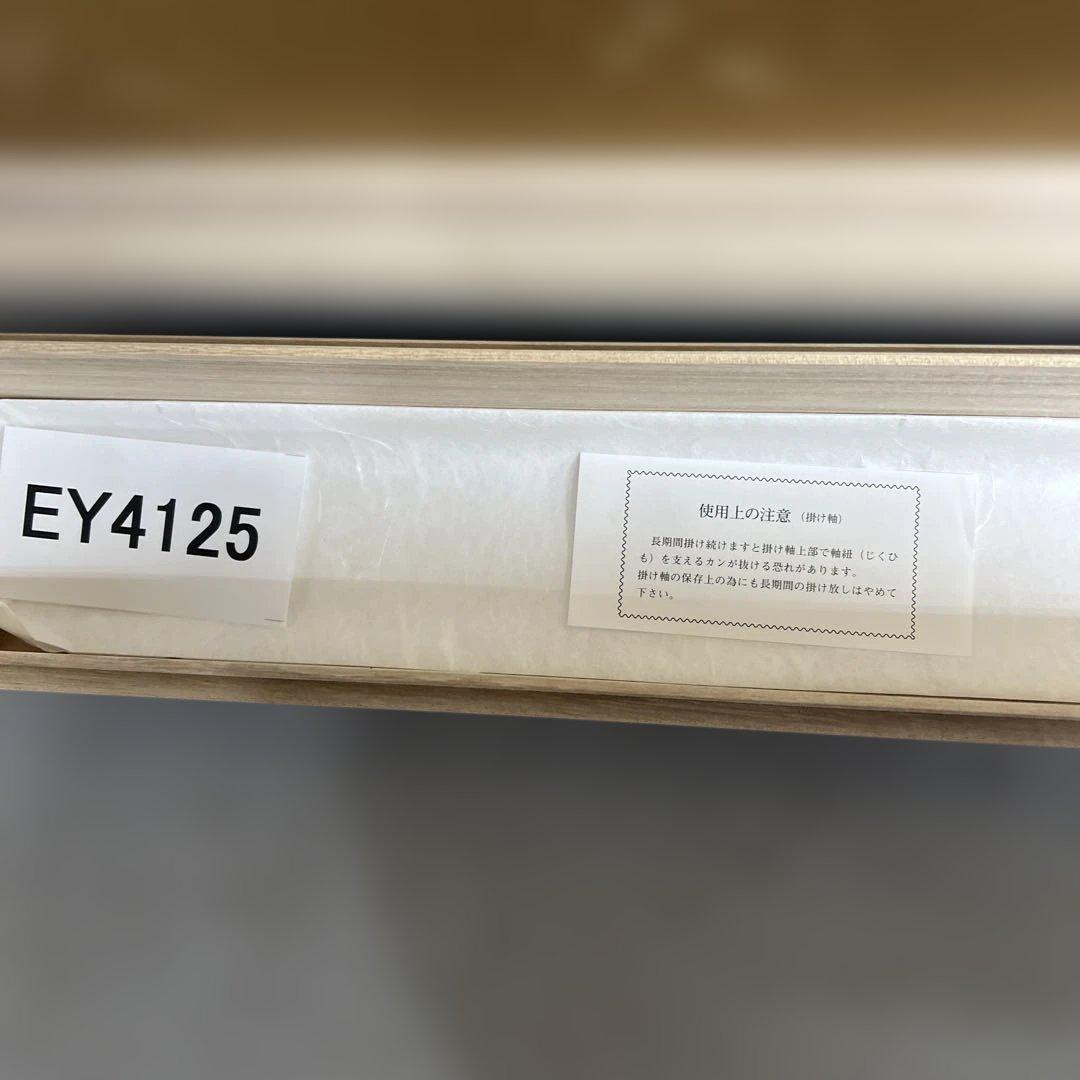 EY4125
使用上の注意（掛け軸）
長期間掛け続けますと掛け軸上部で軸紐（じくひ
も）を支えるカンが抜ける恐れがあります。
掛け軸の保存上の為にも長期間の掛け放しはやめて
下さい。